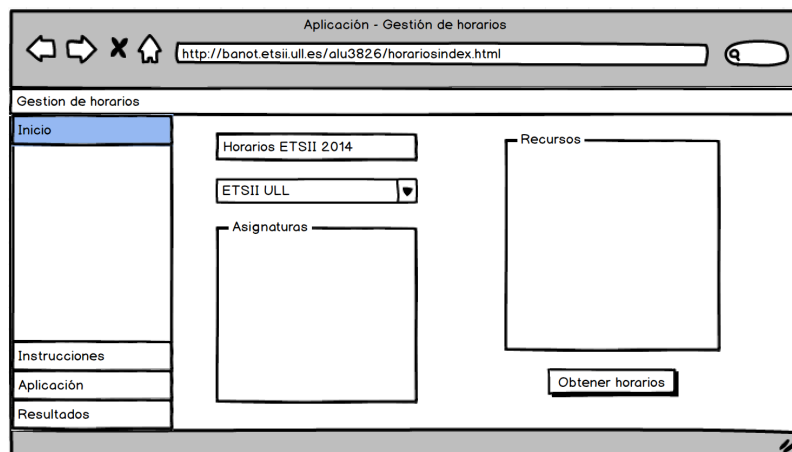 Aplicación - Gestión de horarios
http://banot.etsii.ull.es/alu3826/horariosindex.html
Gestion de horarios
Inicio
Instrucciones
Aplicación
Resultados
Horarios ETSII 2014
ETSII ULL
Asignaturas
Recursos
Obtener horarios